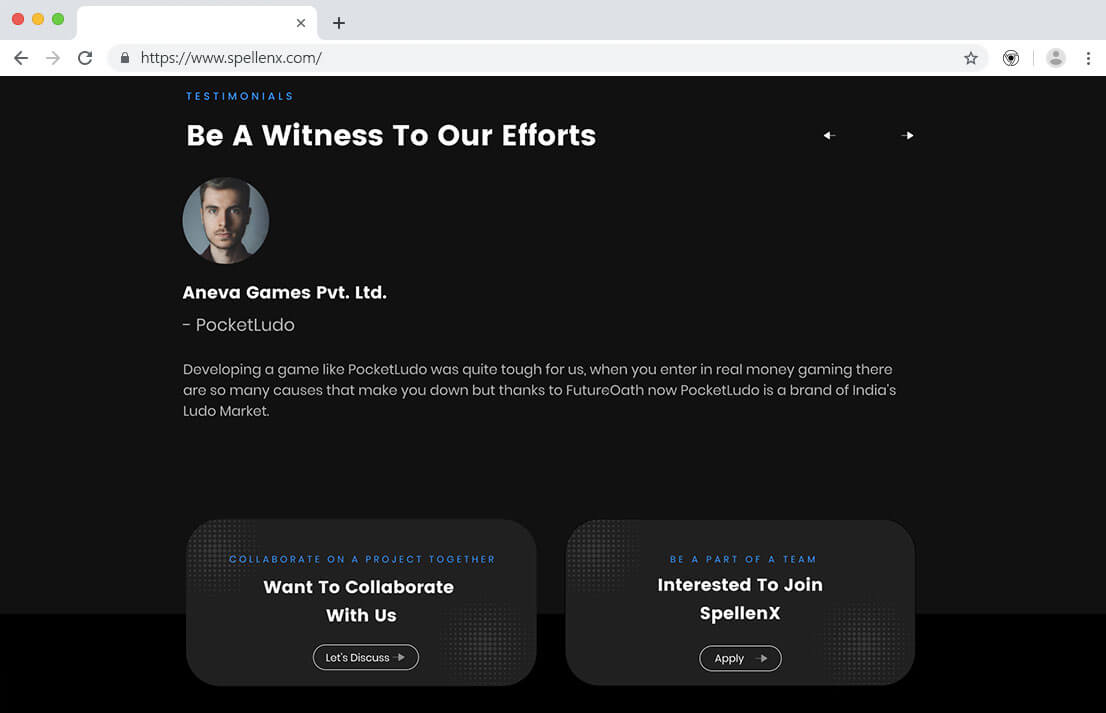 https://www.spellenx.com/
TESTIMONIALS
Be A Witness To Our Efforts
Aneva Games Pvt. Ltd.
- PocketLudo
Developing a game like PocketLudo was quite tough for us, when you enter in real money gaming there
are so many causes that make you down but thanks to FutureOath now PocketLudo is a brand of India's
Ludo Market.
COLLABORATE ON A PROJECT TOGETHER
Want To Collaborate
With Us
Let's Discuss
BE A PART OF A TEAM
Interested To Join
SpellenX
Apply